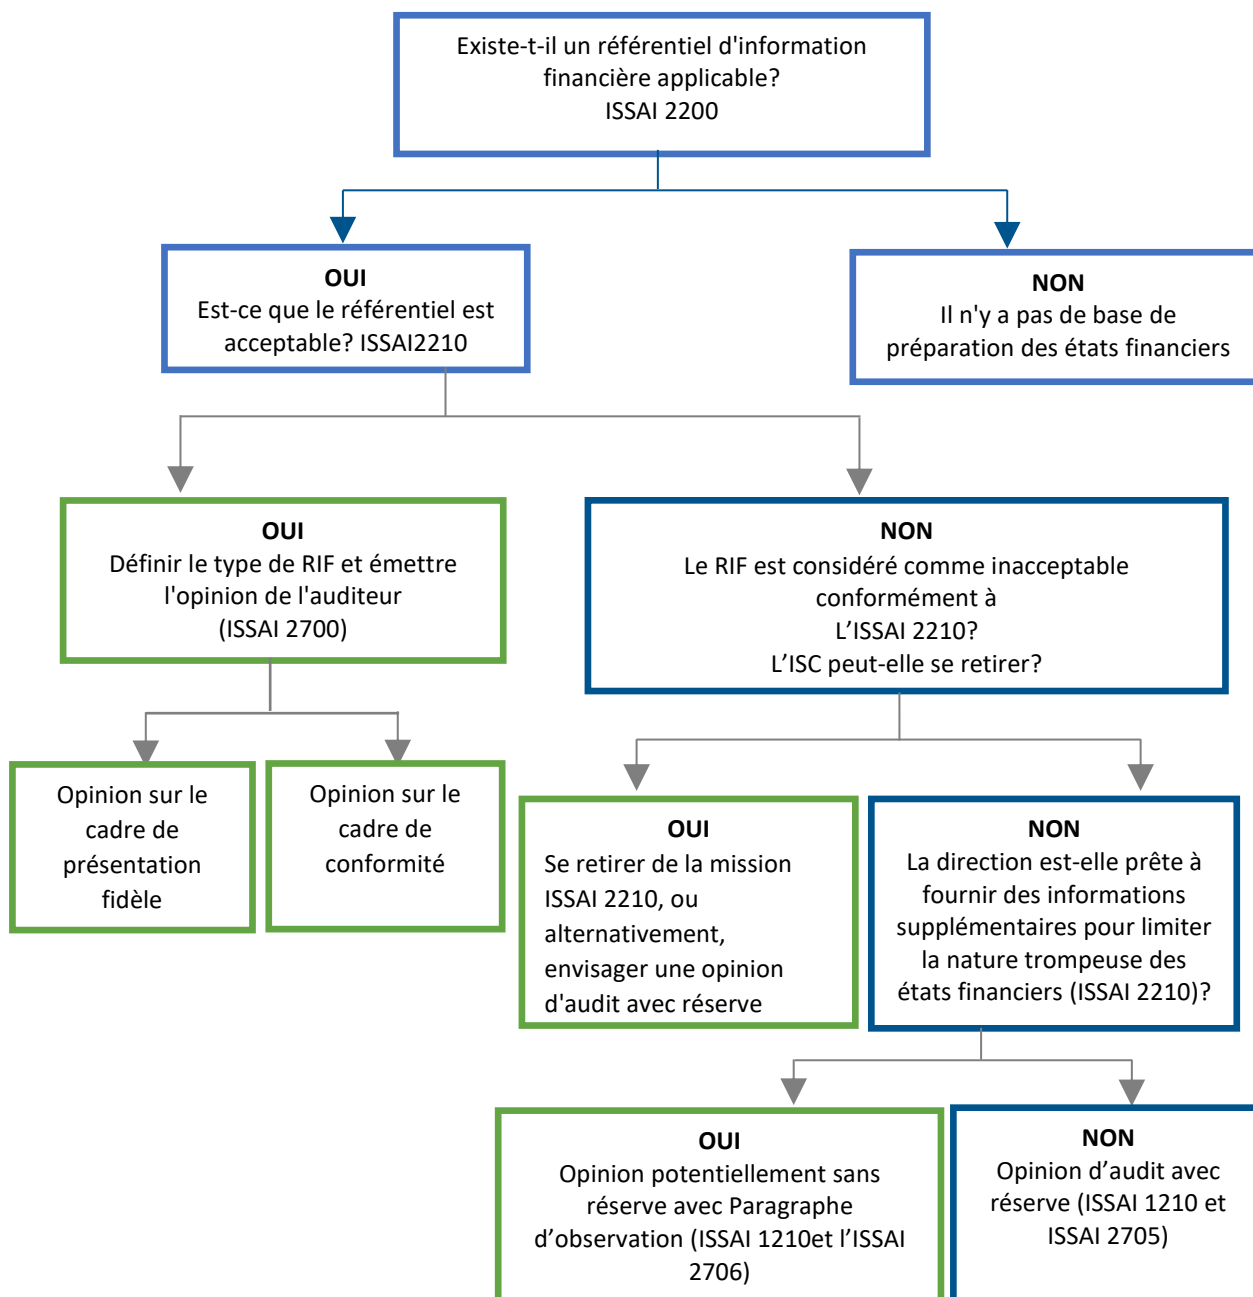 Existe-t-il un référentiel d'information
financière applicable?
ISSAI 2200
OUI
Est-ce que le référentiel est
acceptable? ISSAI2210
NON
Il n'y a pas de base de
préparation des états financiers
OUI
Définir le type de RIF et émettre
l'opinion de l'auditeur
(ISSAI 2700)
NON
Le RIF est considéré comme inacceptable
conformément à
L’ISSAI 2210?
L’ISC peut-elle se retirer?
Opinion sur le
cadre de
présentation
fidèle
Opinion sur le
cadre de
conformité
OUI
Se retirer de la mission
ISSAI 2210, ou
alternativement,
envisager une opinion
d'audit avec réserve
NON
La direction est-elle prête à
fournir des informations
supplémentaires pour limiter
la nature trompeuse des
états financiers (ISSAI 2210)?
OUI
Opinion potentiellement sans
réserve avec Paragraphe
d’observation (ISSAI 1210et l’ISSAI
2706)
NON
Opinion d’audit avec
réserve (ISSAI 1210 et
ISSAI 2705)